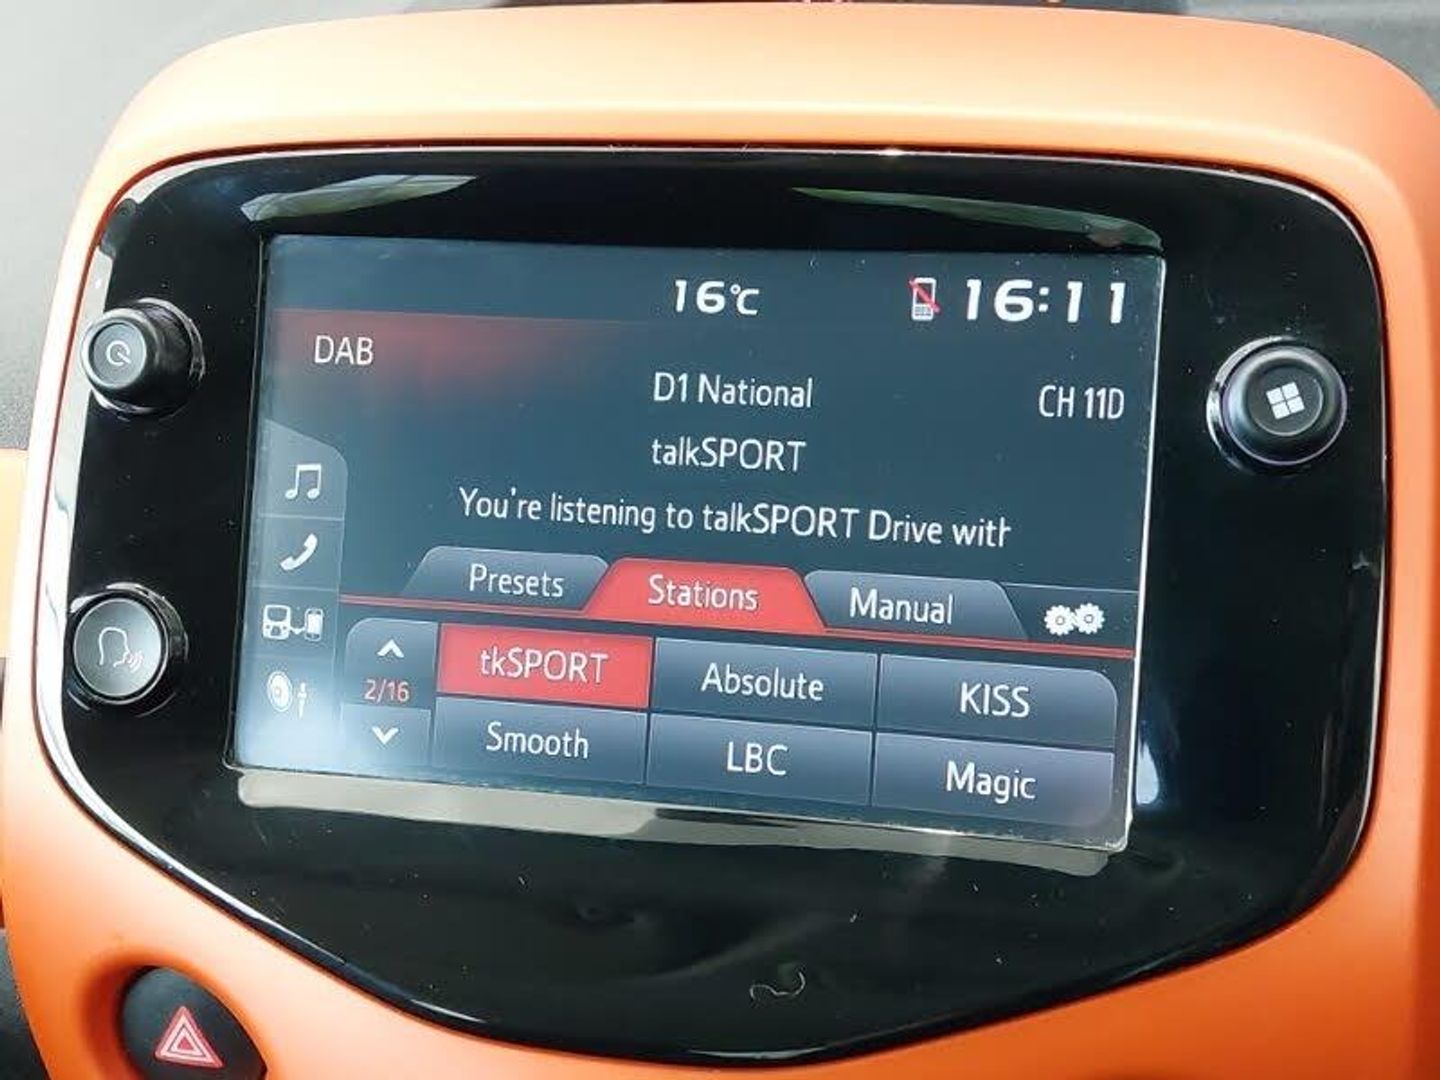 16°C
16:11
DAB
D1 National
CH 11D
talkSPORT
You're listening to talkSPORT Drive with
Presets
Stations
Manual
2/16
tkSPORT
Absolute
KISS
Smooth
LBC
Magic